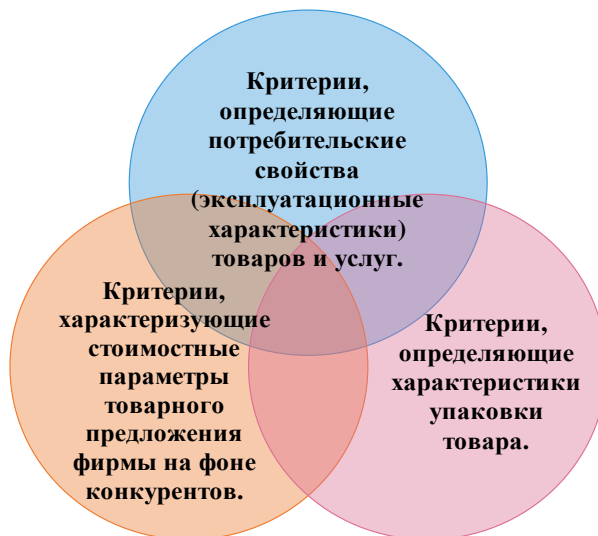 Критерии,
определяющие
потребительские
свойства
(эксплуатационные
характеристики)
товаров и услуг.
Критерии,
характеризующие
стоимостные
параметры
товарного
предложения
фирмы на фоне
конкурентов.
Критерии,
определяющие
характеристики
упаковки
товара.